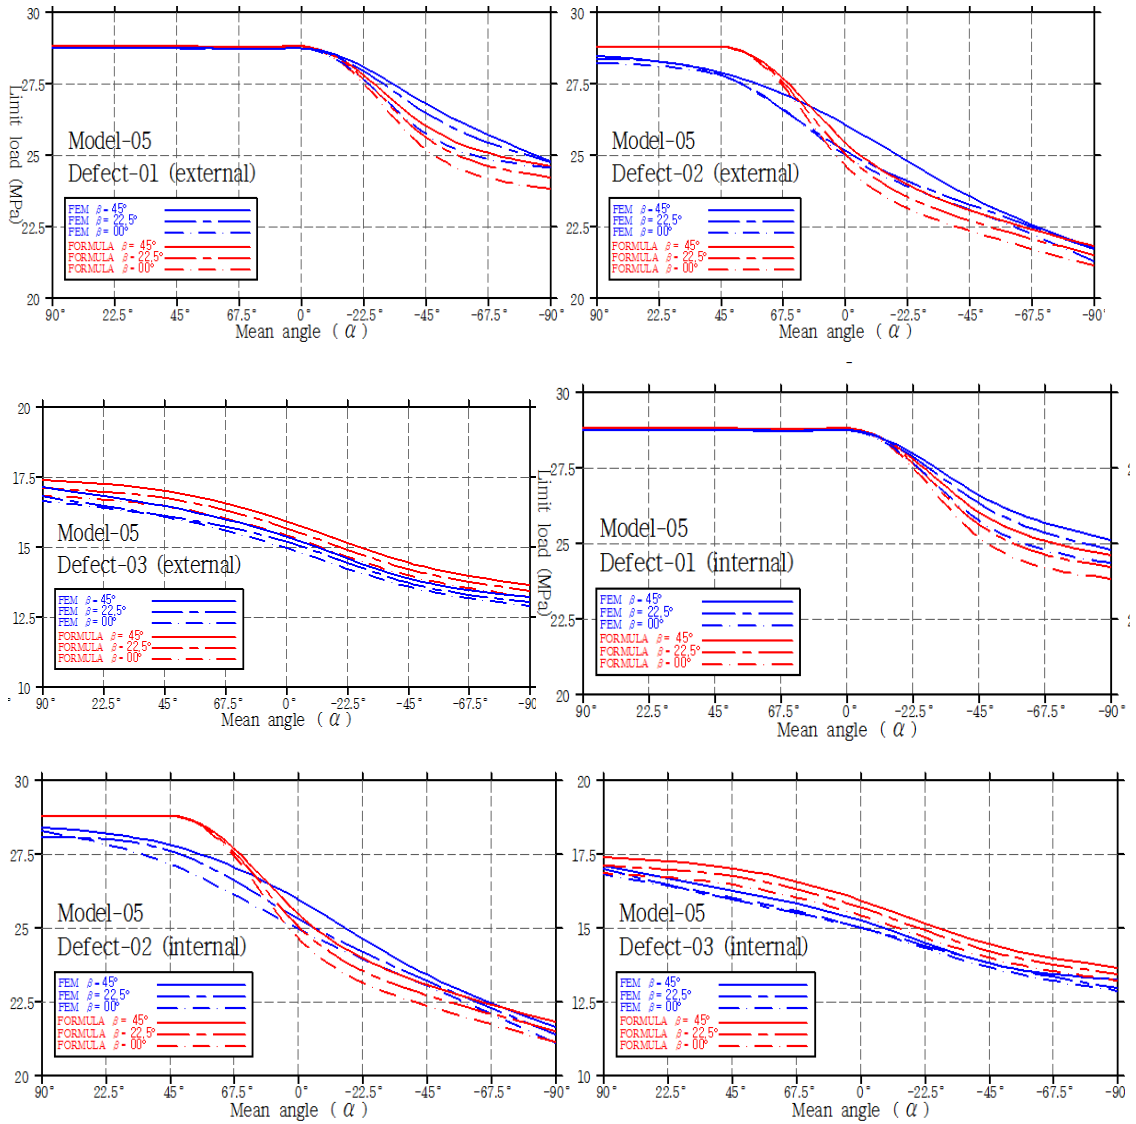 30
27.5
25
22.5
20
Limit load (MPa)
Model-05
Defect-01 (external)
FEM β-45°
FEM β=22.5°
FEM β=00°
FORMULA β= 45°
FORMULA β-22.5°
FORMULA β-00°
90° 22.5° 45° 67.5° 0° -22.5° -45° -67.5° -90°
Mean angle (α)
30
27.5
25
22.5
20
Model-05
Defect-02 (external)
FEM β-45°
FEM β=22.5°
FEM β=00°
FORMULA β= 45°
FORMULA β-22.5°
FORMULA β-00°
90° 22.5° 45° 67.5° 0° -22.5° -45° -67.5° -90°
Mean angle (α)
20
17.5
15
12.5
10
Model-05
Defect-03 (external)
FEM β-45°
FEM β=22.5°
FEM β=00°
FORMULA β= 45°
FORMULA β-22.5°
FORMULA β-00°
90° 22.5° 67.5° 0° -22.5° -45° -67.5° -90°
Mean angle (α)
30
27.5
25
22.5
20
Limit load (MPa)
Model-05
Defect-01 (internal)
FEM β-45°
FEM β=22.5°
FEM β=00°
FORMULA β= 45°
FORMULA β-22.5°
FORMULA β-00°
90° 22.5° 45° 67.5° 0° -22.5° -45° -67.5° -90°
Mean angle (α)
30
27.5
25
22.5
20
Model-05
Defect-02 (internal)
FEM β-45°
FEM β=22.5°
FEM β=00°
FORMULA β= 45°
FORMULA β-22.5°
FORMULA β-00°
90° 22.5° 45° 67.5° 0° -22.5° -45° -67.5° -90°
Mean angle (α)
20
17.5
15
12.5
10
Model-05
Defect-03 (internal)
FEM β-45°
FEM β=22.5°
FEM β=00°
FORMULA β= 45°
FORMULA β-22.5°
FORMULA β-00°
90° 22.5° 45° 67.5° 0° -22.5° -45° -67.5° -90°
Mean angle (α)